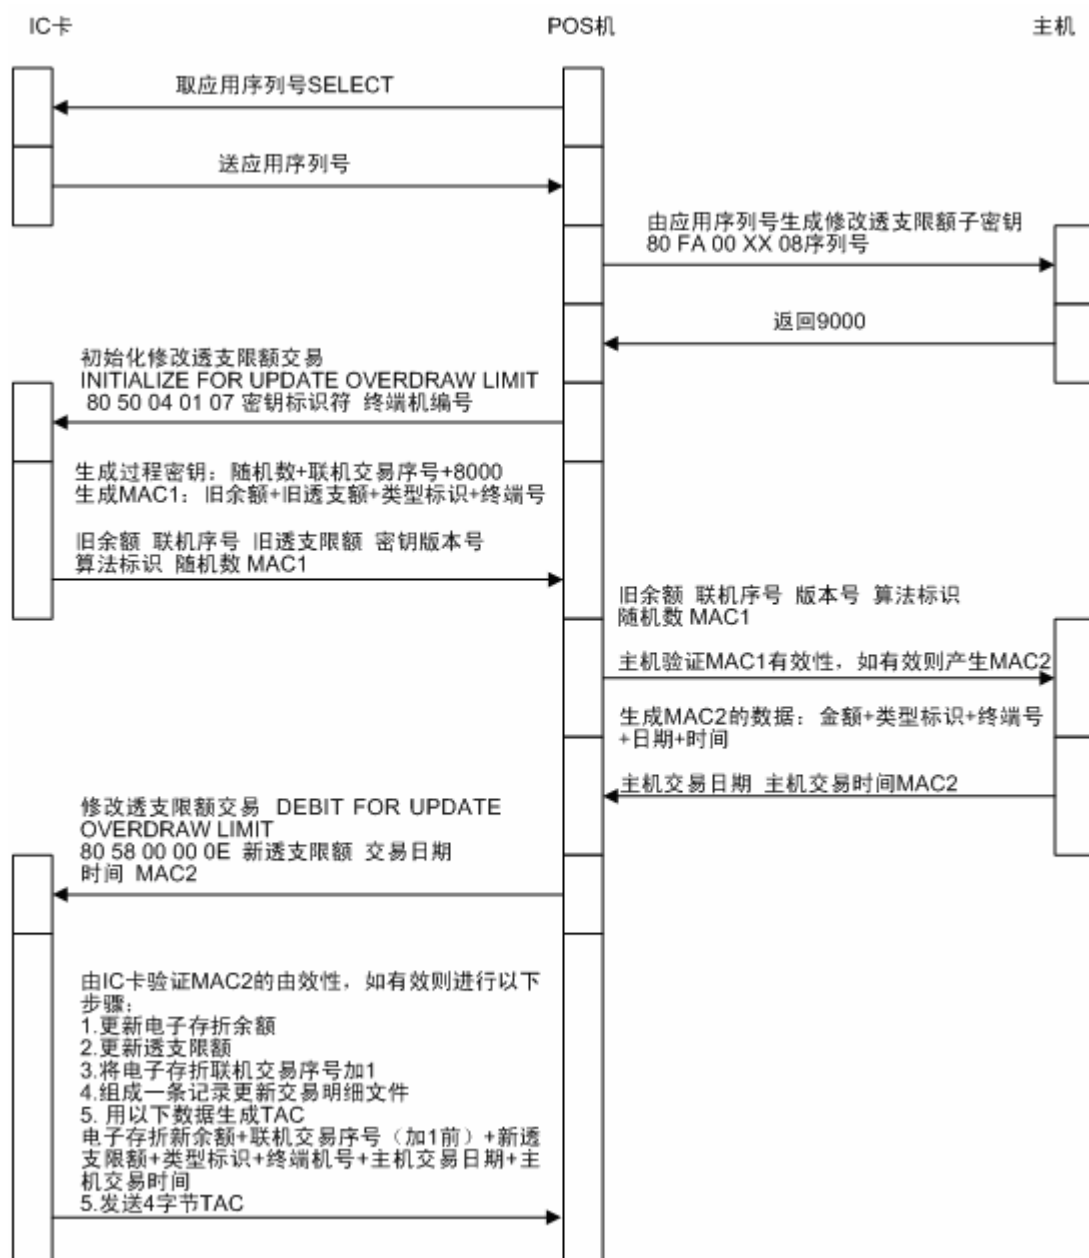 IC卡
POS机
主机
取应用序列号SELECT
送应用序列号
由应用序列号生成修改透支限额子密钥
80 FA 00 XX 08序列号
返回9000
初始化修改透支限额交易
INITIALIZE FOR UPDATE OVERDRAW LIMIT
80 50 04 01 07 密钥标识符 终端机编号
生成过程密钥：随机数+联机交易序号+8000
生成MAC1：旧余额+旧透支额+类型标识+终端号
旧余额 联机序号 旧透支限额 密钥版本号
算法标识 随机数 MAC1
旧余额 联机序号 版本号 算法标识
随机数 MAC1
主机验证MAC1有效性，如有效则产生MAC2
生成MAC2的数据：金额+类型标识+终端号
+日期+时间
主机交易日期 主机交易时间MAC2
修改透支限额交易 DEBIT FOR UPDATE
OVERDRAW LIMIT
80 58 00 00 0E 新透支限额 交易日期
时间 MAC2
由IC卡验证MAC2的由效性，如有效则进行以下
步骤：
1.更新电子存折余额
2.更新透支限额
3.将电子存折联机交易序号加1
4.组成一条记录更新交易明细文件
5. 用以下数据生成TAC
电子存折新余额+联机交易序号（加1前）+新透
支限额+类型标识+终端机号+主机交易日期+主
机交易时间
5.发送4字节TAC